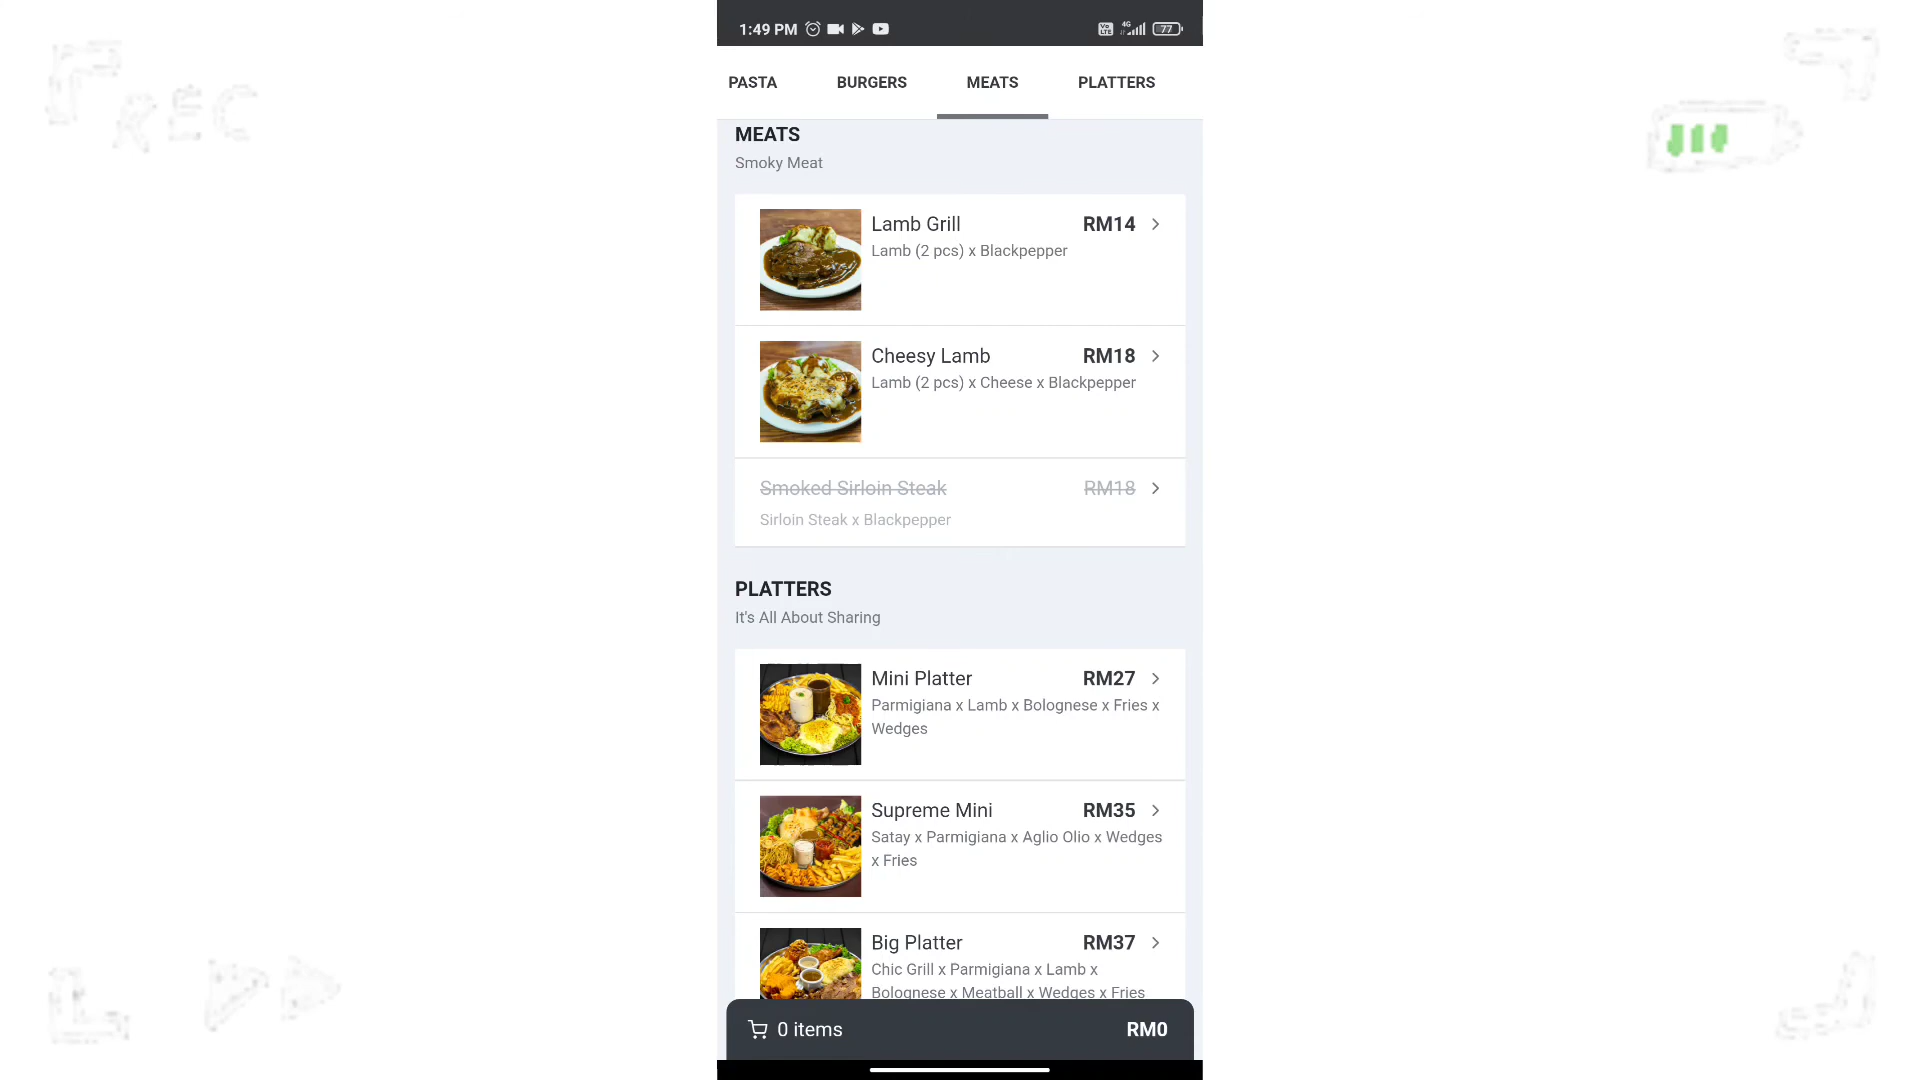 REC
1:49 PM
4G
77
PASTA BURGERS MEATS PLATTERS
MEATS
Smoky Meat
Lamb Grill RM14
Lamb (2 pcs) x Blackpepper
Cheesy Lamb RM18
Lamb (2 pcs) x Cheese x Blackpepper
Smoked Sirloin Steak RM18
Sirloin Steak x Blackpepper
PLATTERS
It's All About Sharing
Mini Platter RM27
Parmigiana x Lamb x Bolognese x Fries x
Wedges
Supreme Mini RM35
Satay x Parmigiana x Aglio Olio x Wedges
x Fries
Big Platter RM37
Chic Grill x Parmigiana x Lamb x
Bolognese x Meatball x Wedges x Fries
0 items RM0